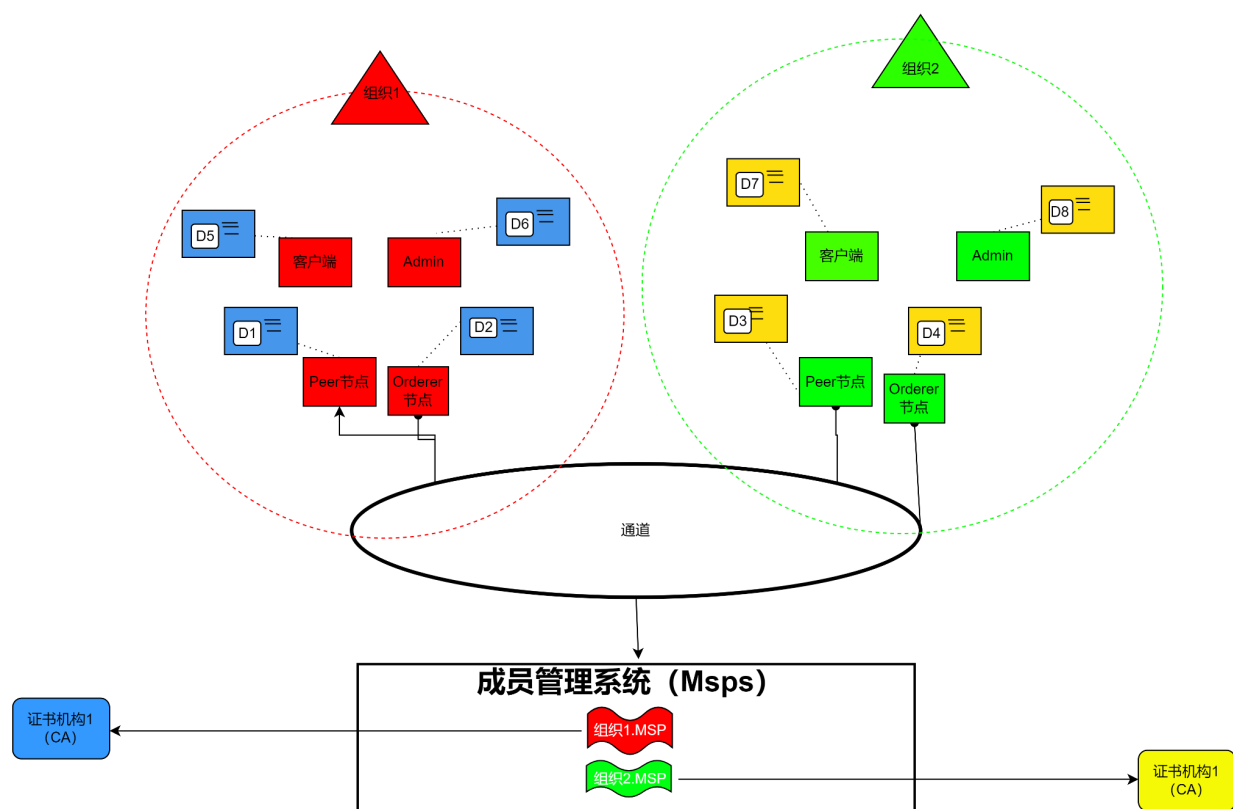 组织1
组织2
D7
D5
D6
D8
客户端
Admin
客户端
Admin
D1
D2
D3
D4
Peer节点
Orderer
节点
Peer节点
Orderer
节点
通道
成员管理系统（Msps）
证书机构1
（CA）
组织1.MSP
组织2.MSP
证书机构1
（CA）